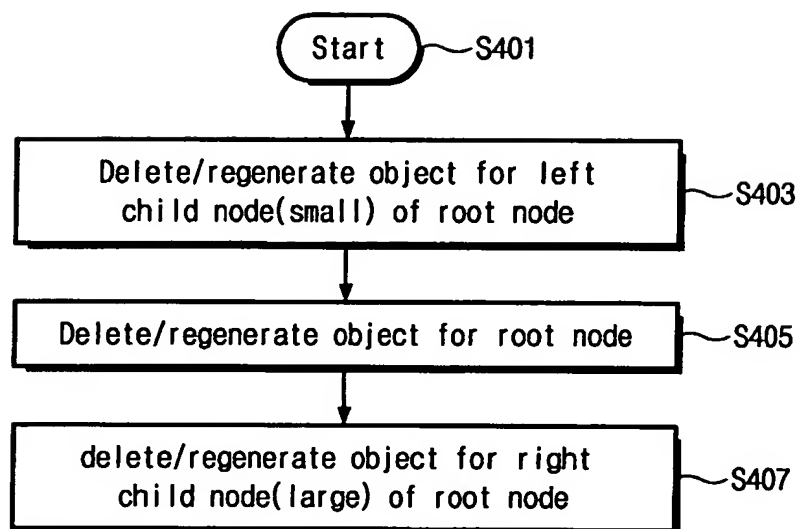 Start
S401
Delete/regenerate object for left
child node(small) of root node
S403
Delete/regenerate object for root node
S405
delete/regenerate object for right
child node(large) of root node
S407